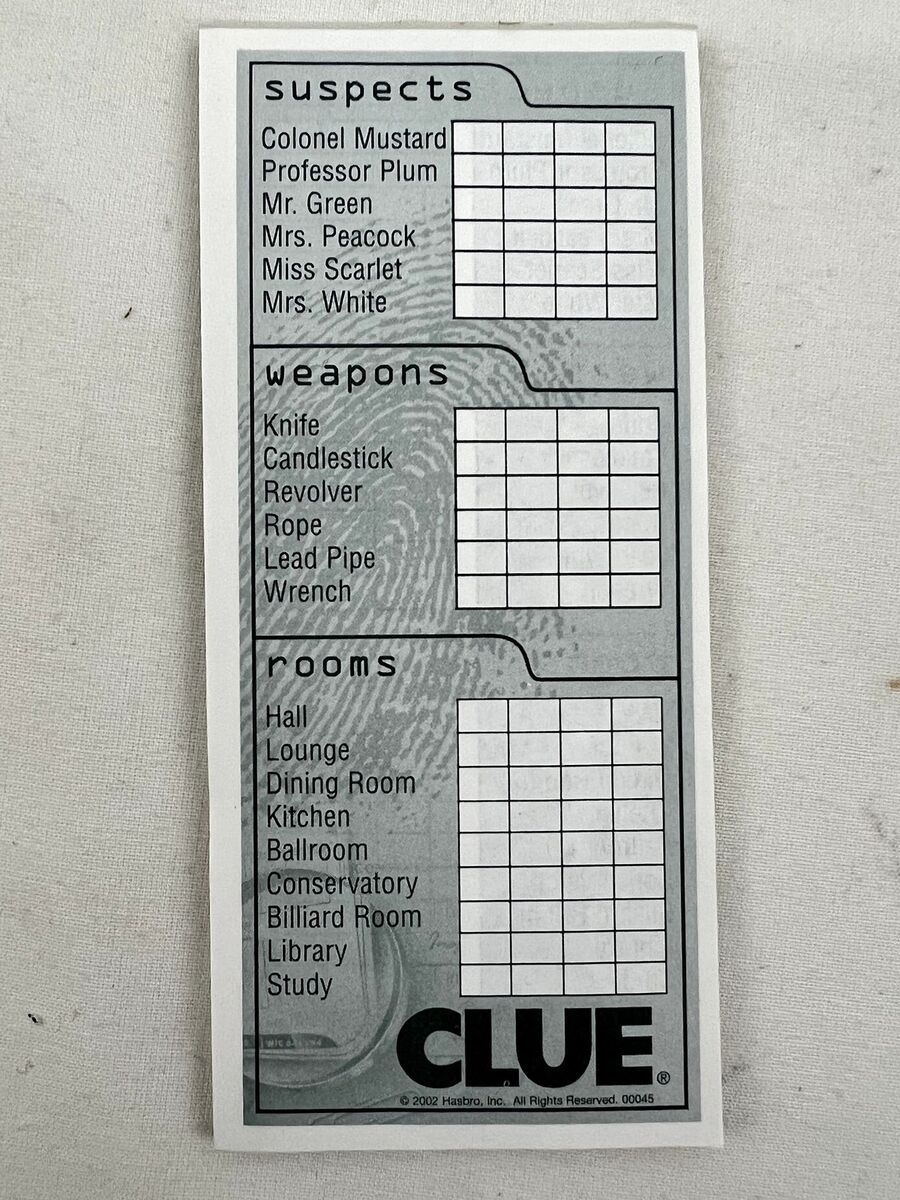 suspects
Colonel Mustard
Professor Plum
Mr. Green
Mrs. Peacock
Miss Scarlet
Mrs. White
weapons
Knife
Candlestick
Revolver
Rope
Lead Pipe
Wrench
rooms
Hall
Lounge
Dining Room
Kitchen
Ballroom
Conservatory
Billiard Room
Library
Study
CLUE®
© 2002 Hasbro, Inc. All Rights Reserved. 00045